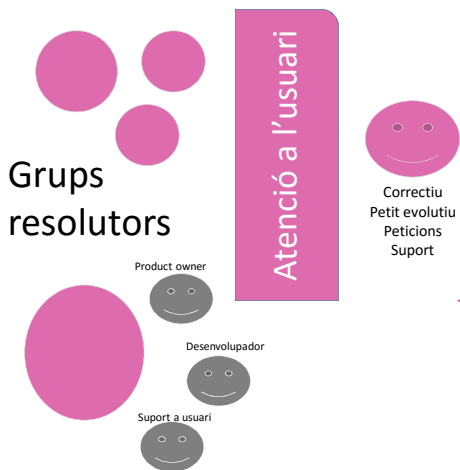 Grups
resolutors
Atenció a l'usuari
Correctiu
Petit evolutiu
Peticions
Suport
Product owner
Desenvolupador
Suport a usuari